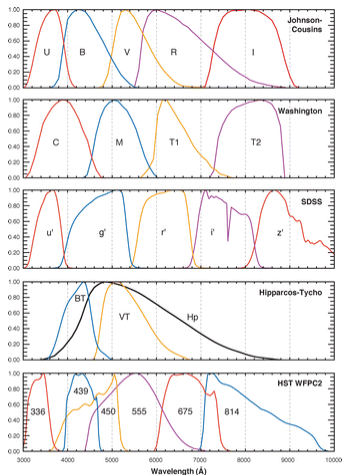 1.00
0.80
0.60
0.40
0.20
0.00
U B V R I
Johnson-
Cousins
1.00
0.80
0.60
0.40
0.20
0.00
C M T1 T2
Washington
1.00
0.80
0.60
0.40
0.20
0.00
u' g' r' i' z'
SDSS
1.00
0.80
0.60
0.40
0.20
0.00
BT VT Hp
Hipparcos-Tycho
1.00
0.80
0.60
0.40
0.20
0.00
336 439 450 555 675 814
HST WFPC2
3000 4000 5000 6000 7000 8000 9000 10000
Wavelength (Å)